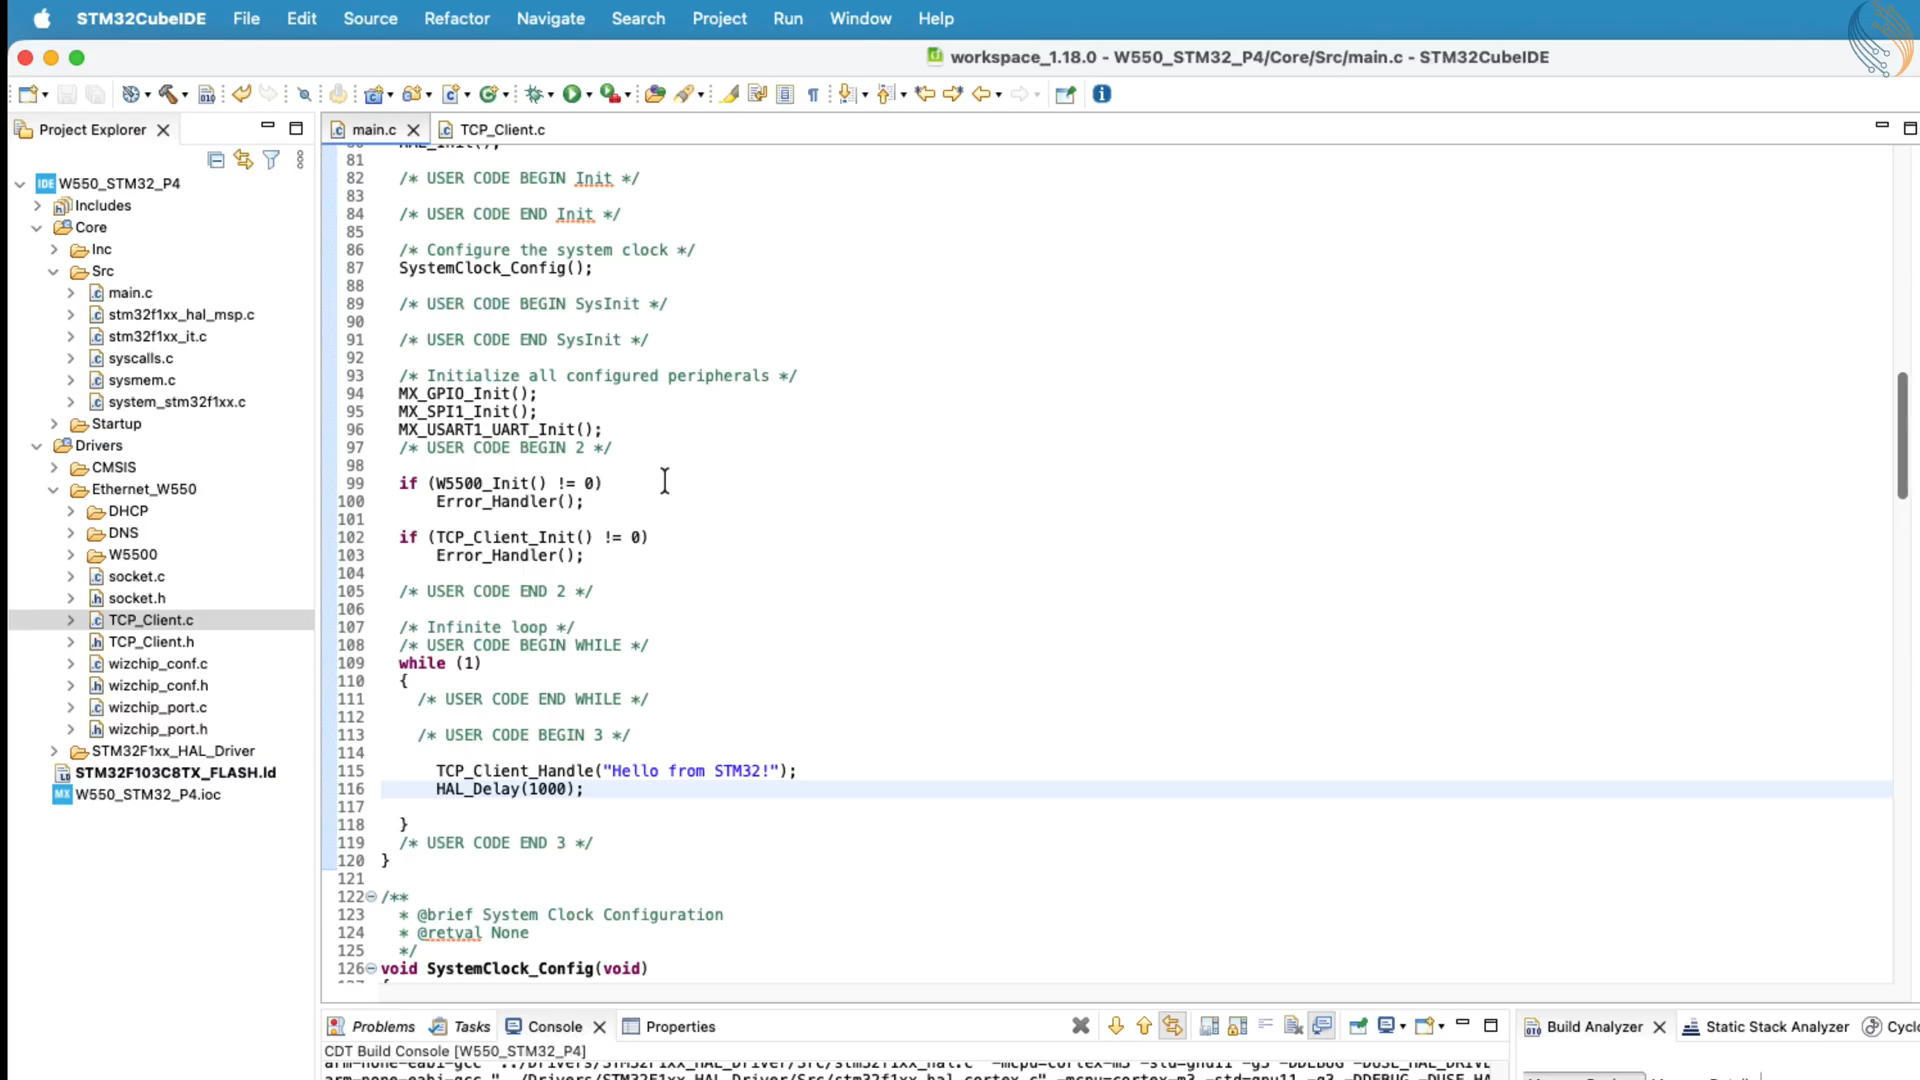 STM32CubeIDE File Edit Source Refactor Navigate Search Project Run Window Help
workspace_1.18.0 - W550_STM32_P4/Core/Src/main.c - STM32CubeIDE
Project Explorer
W550_STM32_P4
Includes
Core
Inc
Src
main.c
stm32f1xx_hal_msp.c
stm32f1xx_it.c
syscalls.c
sysmem.c
system_stm32f1xx.c
Startup
Drivers
CMSIS
Ethernet_W550
DHCP
DNS
W5500
socket.c
socket.h
TCP_Client.c
TCP_Client.h
wizchip_conf.c
wizchip_conf.h
wizchip_port.c
wizchip_port.h
STM32F1xx_HAL_Driver
STM32F103C8TX_FLASH.ld
W550_STM32_P4.ioc
main.c TCP_Client.c
HAL_Init();
81
82 /* USER CODE BEGIN Init */
83
84 /* USER CODE END Init */
85
86 /* Configure the system clock */
87 SystemClock_Config();
88
89 /* USER CODE BEGIN SysInit */
90
91 /* USER CODE END SysInit */
92
93 /* Initialize all configured peripherals */
94 MX_GPIO_Init();
95 MX_SPI1_Init();
96 MX_USART1_UART_Init();
97 /* USER CODE BEGIN 2 */
98
99 if (W5500_Init() != 0)
100 Error_Handler();
101
102 if (TCP_Client_Init() != 0)
103 Error_Handler();
104
105 /* USER CODE END 2 */
106
107 /* Infinite loop */
108 /* USER CODE BEGIN WHILE */
109 while (1)
110 {
111 /* USER CODE END WHILE */
112
113 /* USER CODE BEGIN 3 */
114
115 TCP_Client_Handle("Hello from STM32!");
116 HAL_Delay(1000);
117
118 }
119 /* USER CODE END 3 */
120 }
121
122 /**
123 * @brief System Clock Configuration
124 * @retval None
125 */
126 void SystemClock_Config(void)
Problems Tasks Console Properties
Build Analyzer Static Stack Analyzer Cyclo
CDT Build Console [W550_STM32_P4]